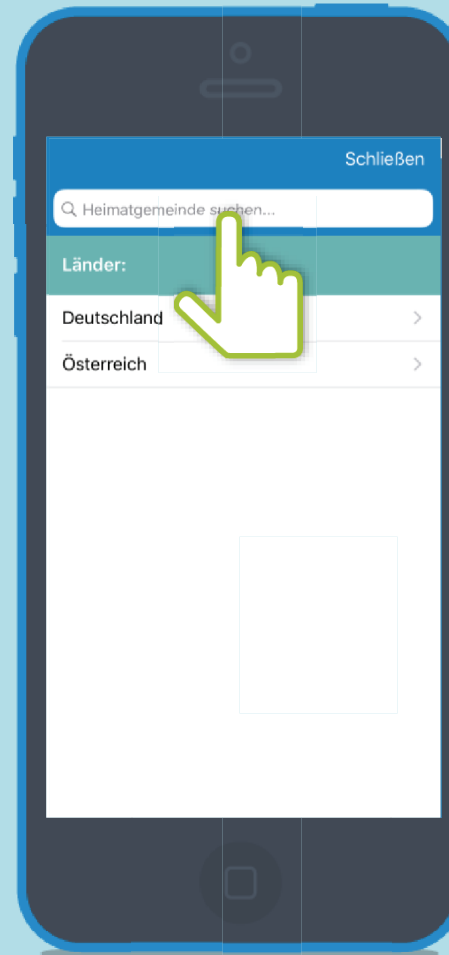 Schließen
Heimatgemeinde suchen...
Länder:
Deutschland
Österreich